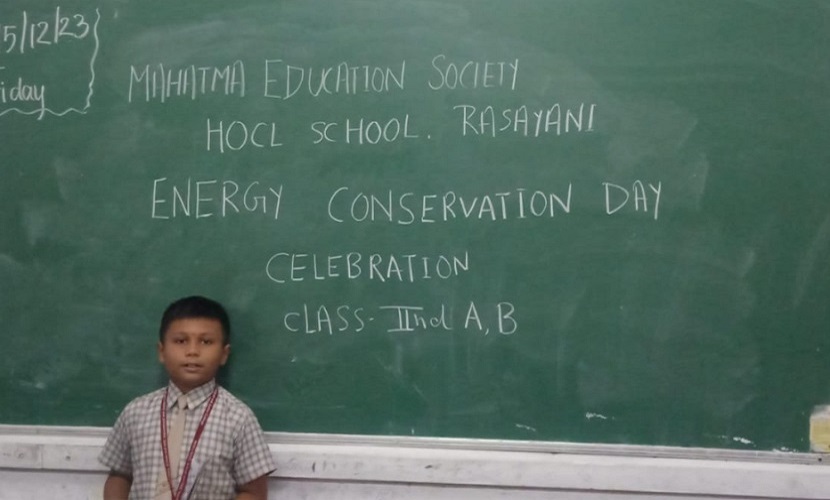 5/12/23
iday
MAHATMA EDUCATION SOCIETY
HOCL SCHOOL. RASAYANI
ENERGY CONSERVATION DAY
CELEBRATION
CLASS- IInd A, B